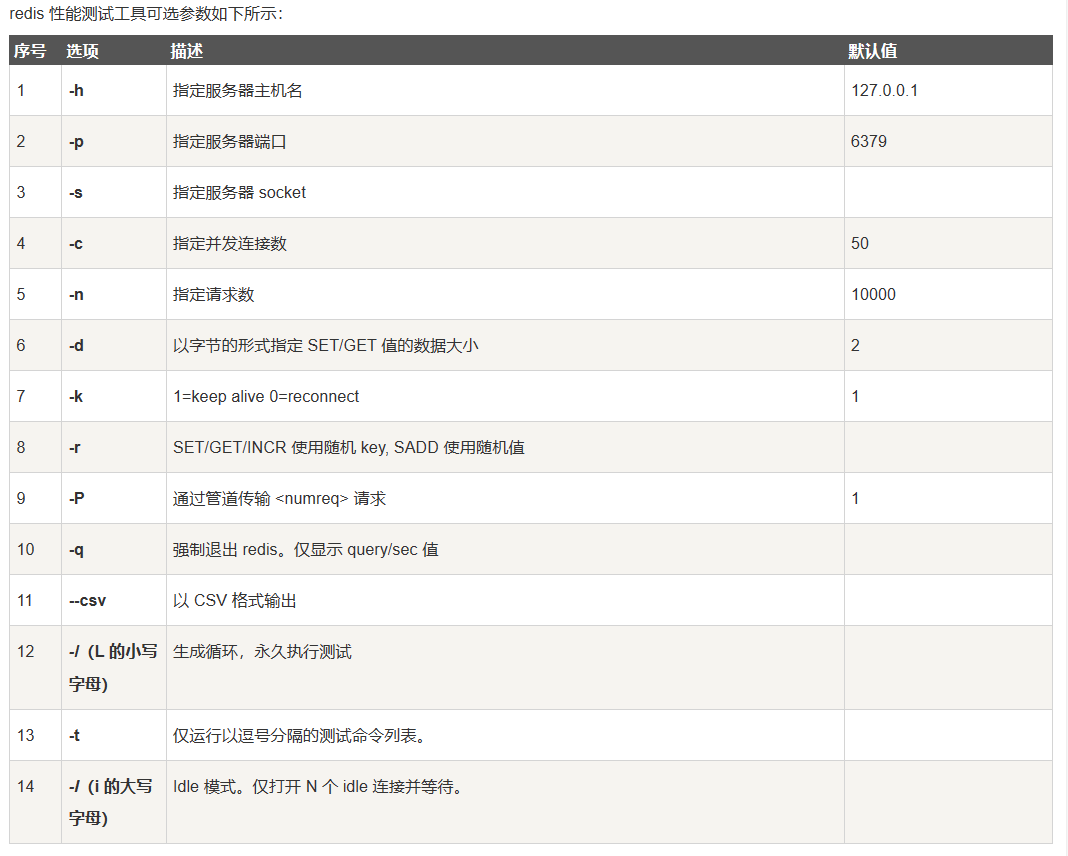 redis 性能测试工具可选参数如下所示：
序号 选项 描述 默认值
1 -h 指定服务器主机名 127.0.0.1
2 -p 指定服务器端口 6379
3 -s 指定服务器 socket
4 -c 指定并发连接数 50
5 -n 指定请求数 10000
6 -d 以字节的形式指定 SET/GET 值的数据大小 2
7 -k 1=keep alive 0=reconnect 1
8 -r SET/GET/INCR 使用随机 key, SADD 使用随机值
9 -P 通过管道传输 <numreq> 请求 1
10 -q 强制退出 redis。仅显示 query/sec 值
11 --csv 以 CSV 格式输出
12 -l（L 的小写 生成循环，永久执行测试
字母）
13 -t 仅运行以逗号分隔的测试命令列表。
14 -I（i 的大写 Idle 模式。仅打开 N 个 idle 连接并等待。
字母）